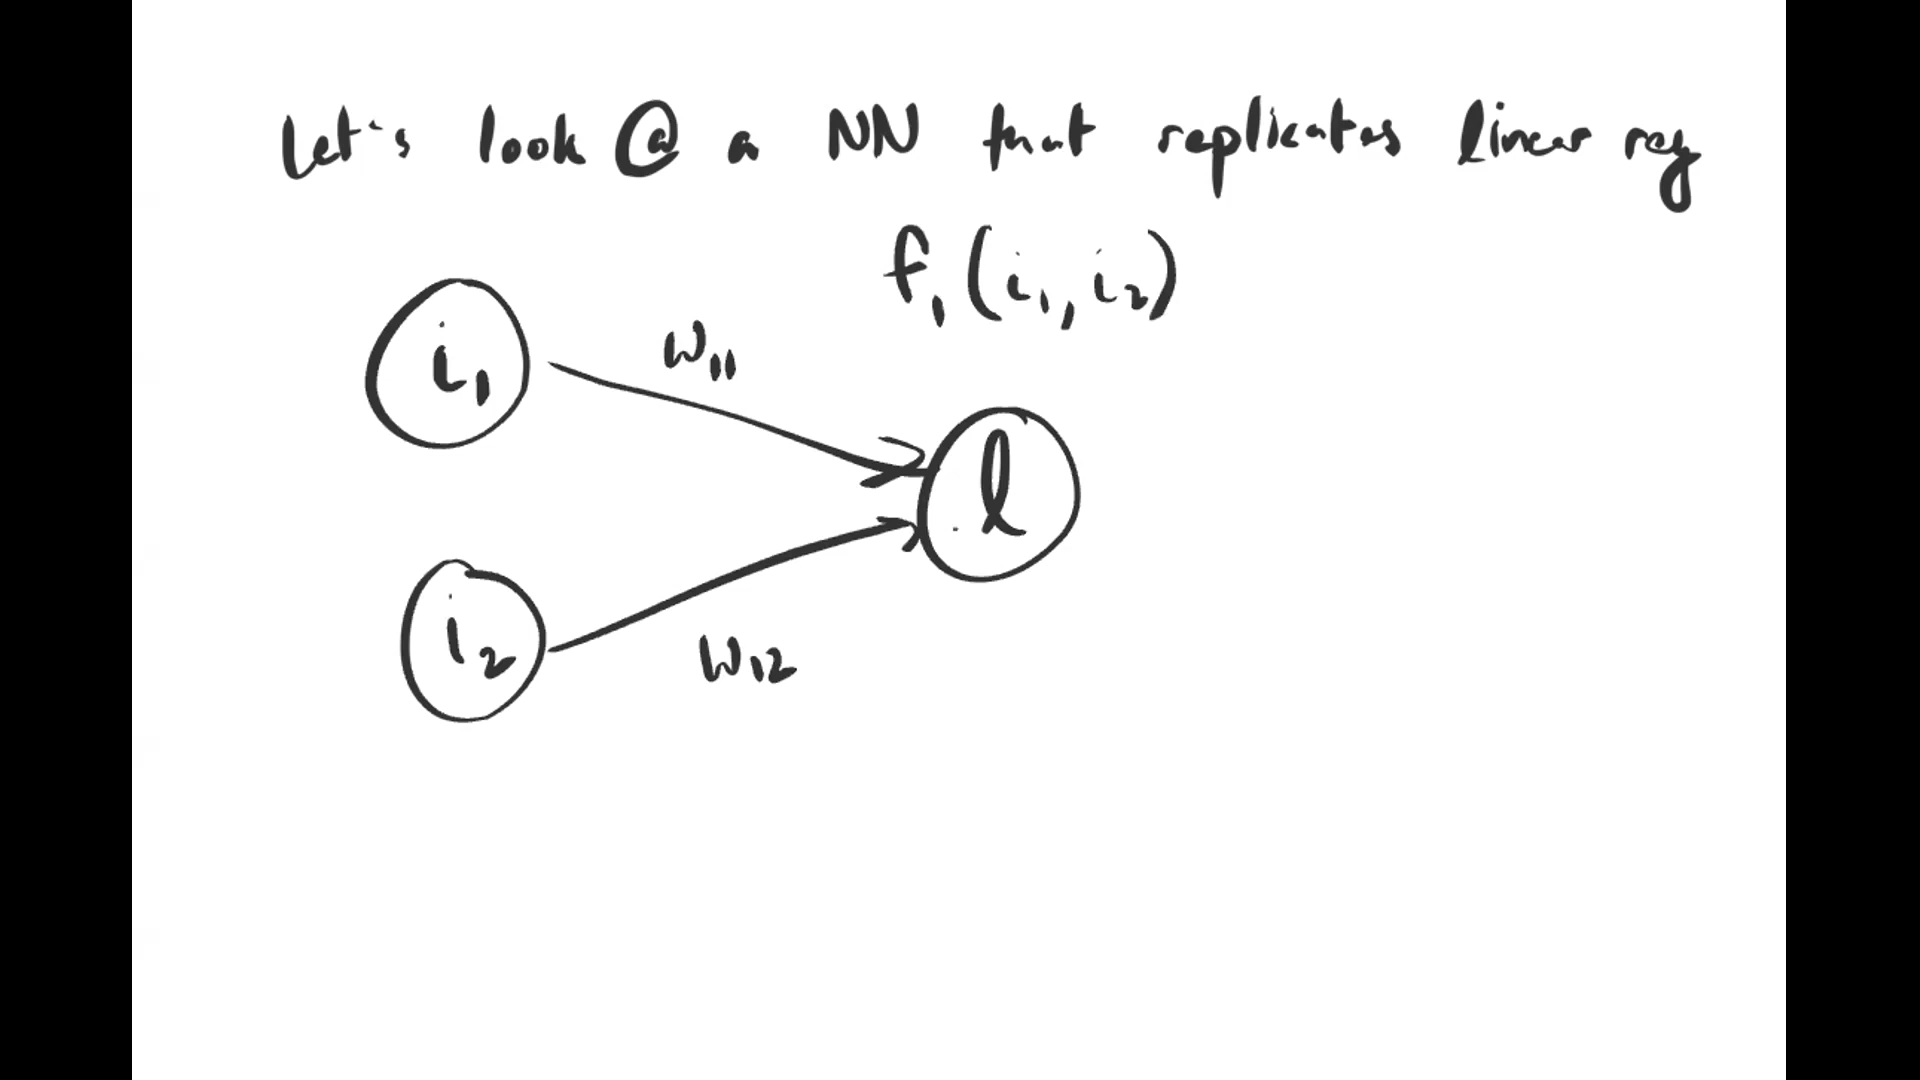 Let's look @ a NN that replicates linear reg
f₁(i₁, i₂)
i₁
w₁₁
l
i₂
w₁₂